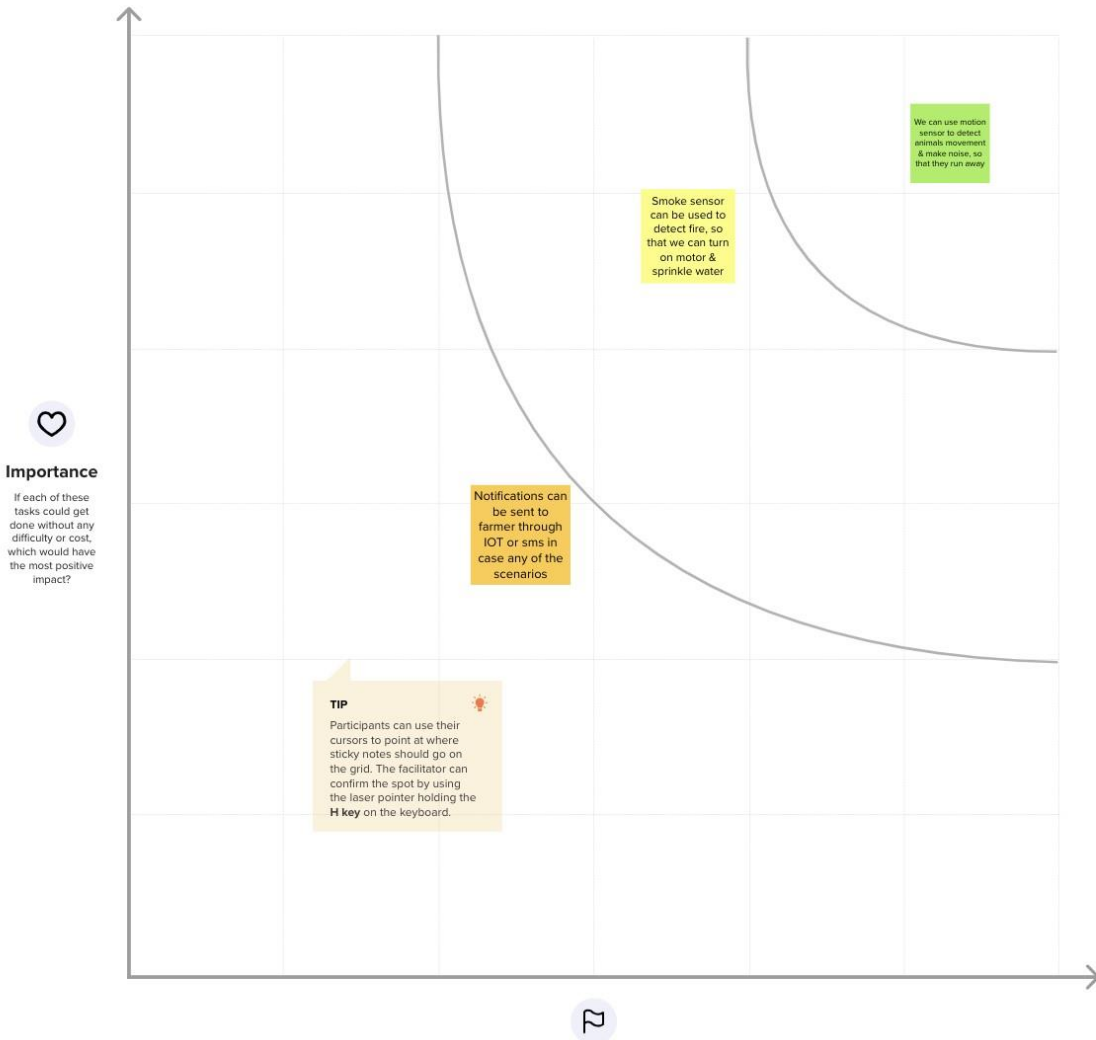 We can use motion
sensor to detect
animals movement
& make noise, so
that they run away
Smoke sensor
can be used to
detect fire, so
that we can turn
on motor &
sprinkle water
Importance
If each of these
tasks could get
done without any
difficulty or cost,
which would have
the most positive
impact?
Notifications can
be sent to
farmer through
IOT or sms in
case any of the
scenarios
TIP
Participants can use their
cursors to point at where
sticky notes should go on
the grid. The facilitator can
confirm the spot by using
the laser pointer holding the
H key on the keyboard.